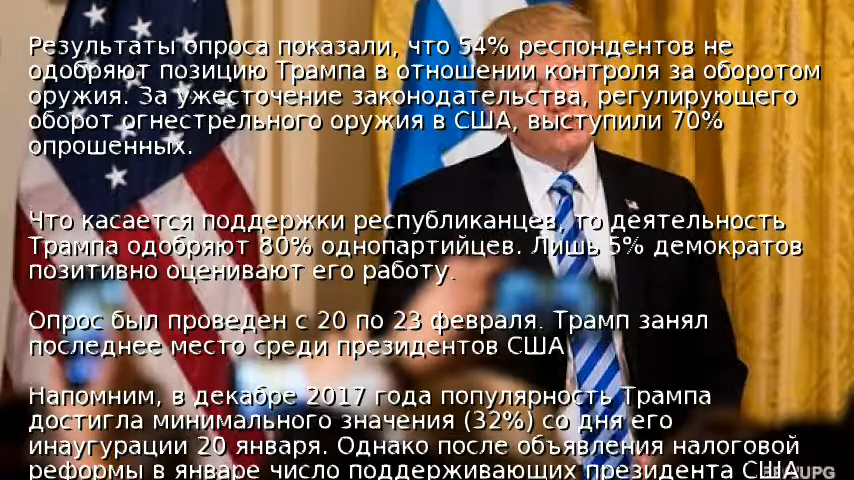 Результаты опроса показали, что 54% респондентов не
одобряют позицию Трампа в отношении контроля за оборотом
оружия. За ужесточение законодательства, регулирующего
оборот огнестрельного оружия в США, выступили 70%
опрошенных.
Что касается поддержки республиканцев, то деятельность
Трампа одобряют 80% однопартийцев. Лишь 5% демократов
позитивно оценивают его работу.
Опрос был проведен с 20 по 23 февраля. Трамп занял
последнее место среди президентов США
Напомним, в декабре 2017 года популярность Трампа
достигла минимального значения (32%) со дня его
инаугурации 20 января. Однако после объявления налоговой
реформы в январе число поддерживающих президента США